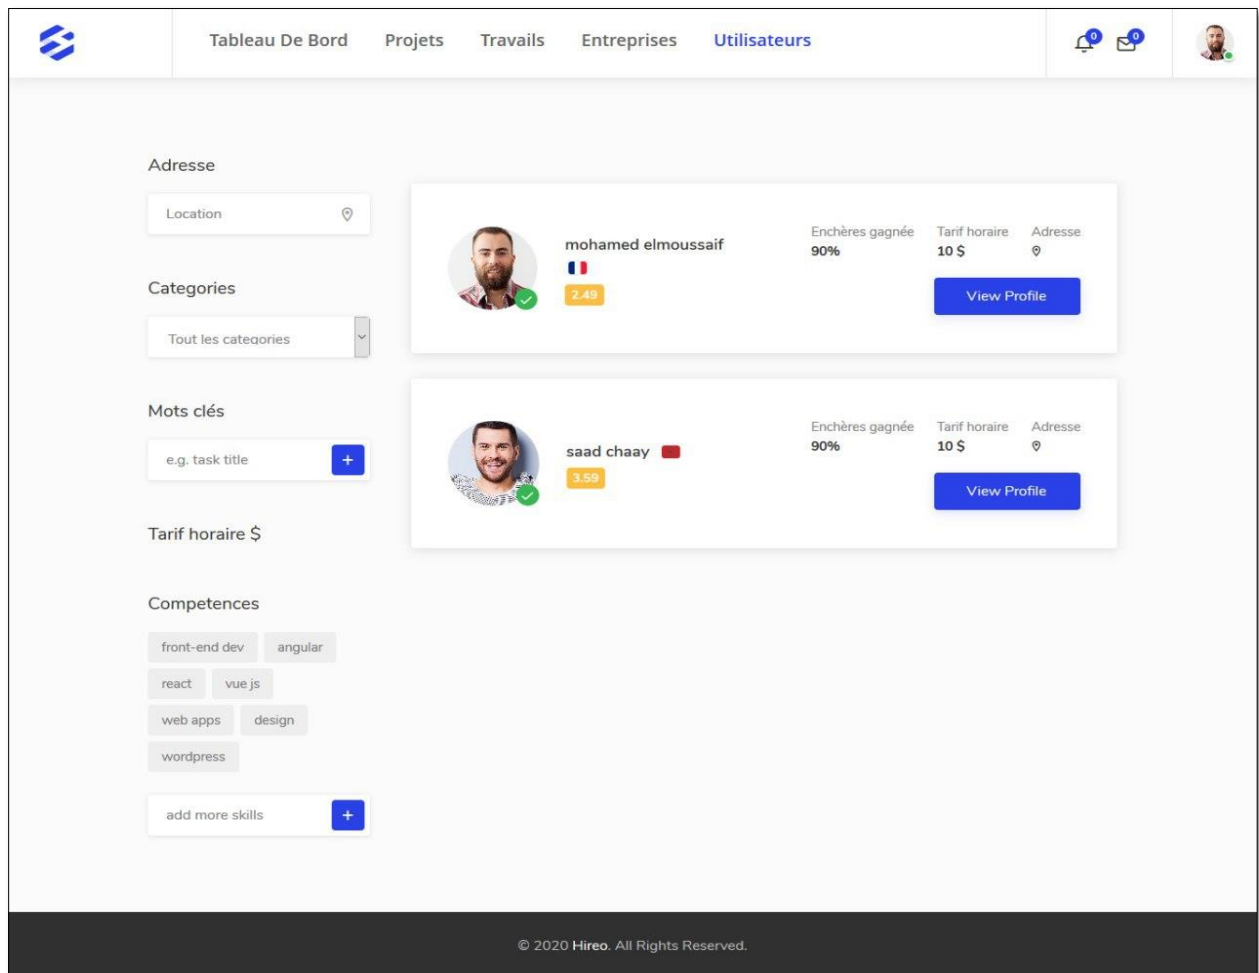 Tableau De Bord Projets Travails Entreprises Utilisateurs 0 0
Adresse
Location
Categories
Tout les categories
Mots clés
e.g. task title +
Tarif horaire $
Competences
front-end dev angular
react vue js
web apps design
wordpress
add more skills +
mohamed elmoussaif
2.49
Enchères gagnée Tarif horaire Adresse
90% 10 $
View Profile
saad chaay
3.59
Enchères gagnée Tarif horaire Adresse
90% 10 $
View Profile
© 2020 Hireo. All Rights Reserved.